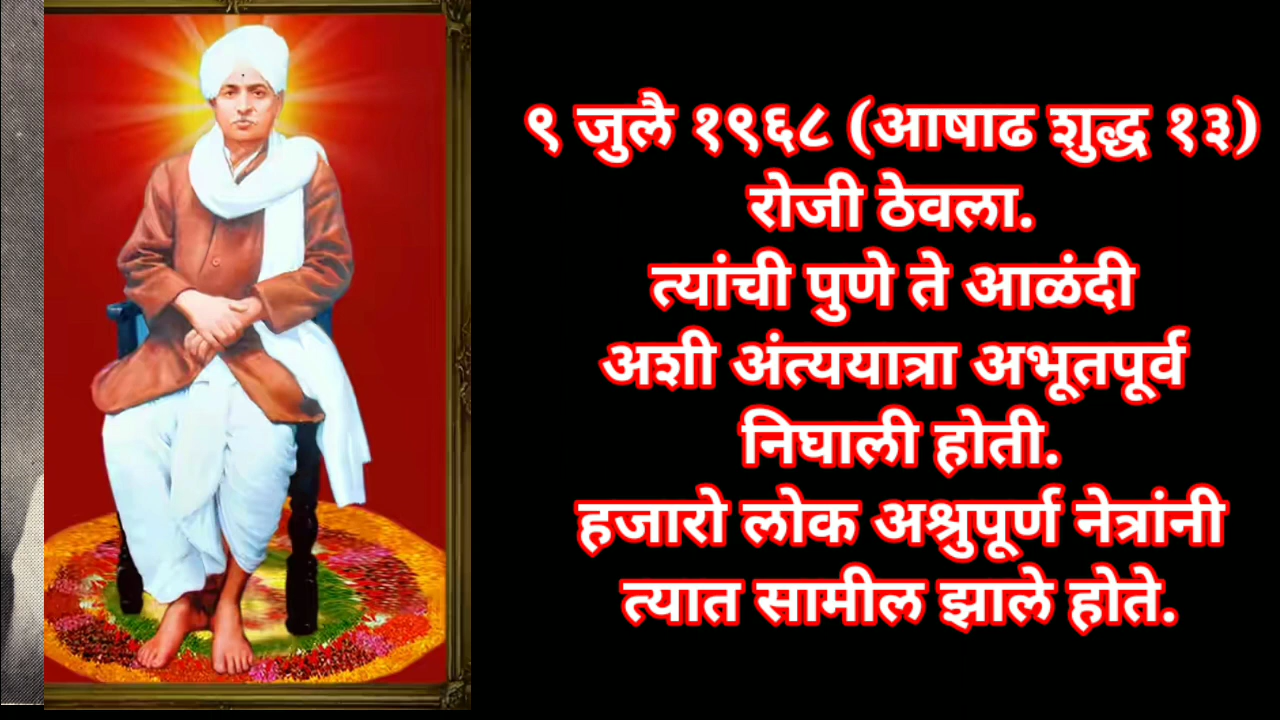 ९ जुलै १९६८ (आषाढ शुद्ध १३)
रोजी ठेवला.
त्यांची पुणे ते आळंदी
अशी अंत्ययात्रा अभूतपूर्व
निघाली होती.
हजारो लोक अश्रुपूर्ण नेत्रांनी
त्यात सामील झाले होते.